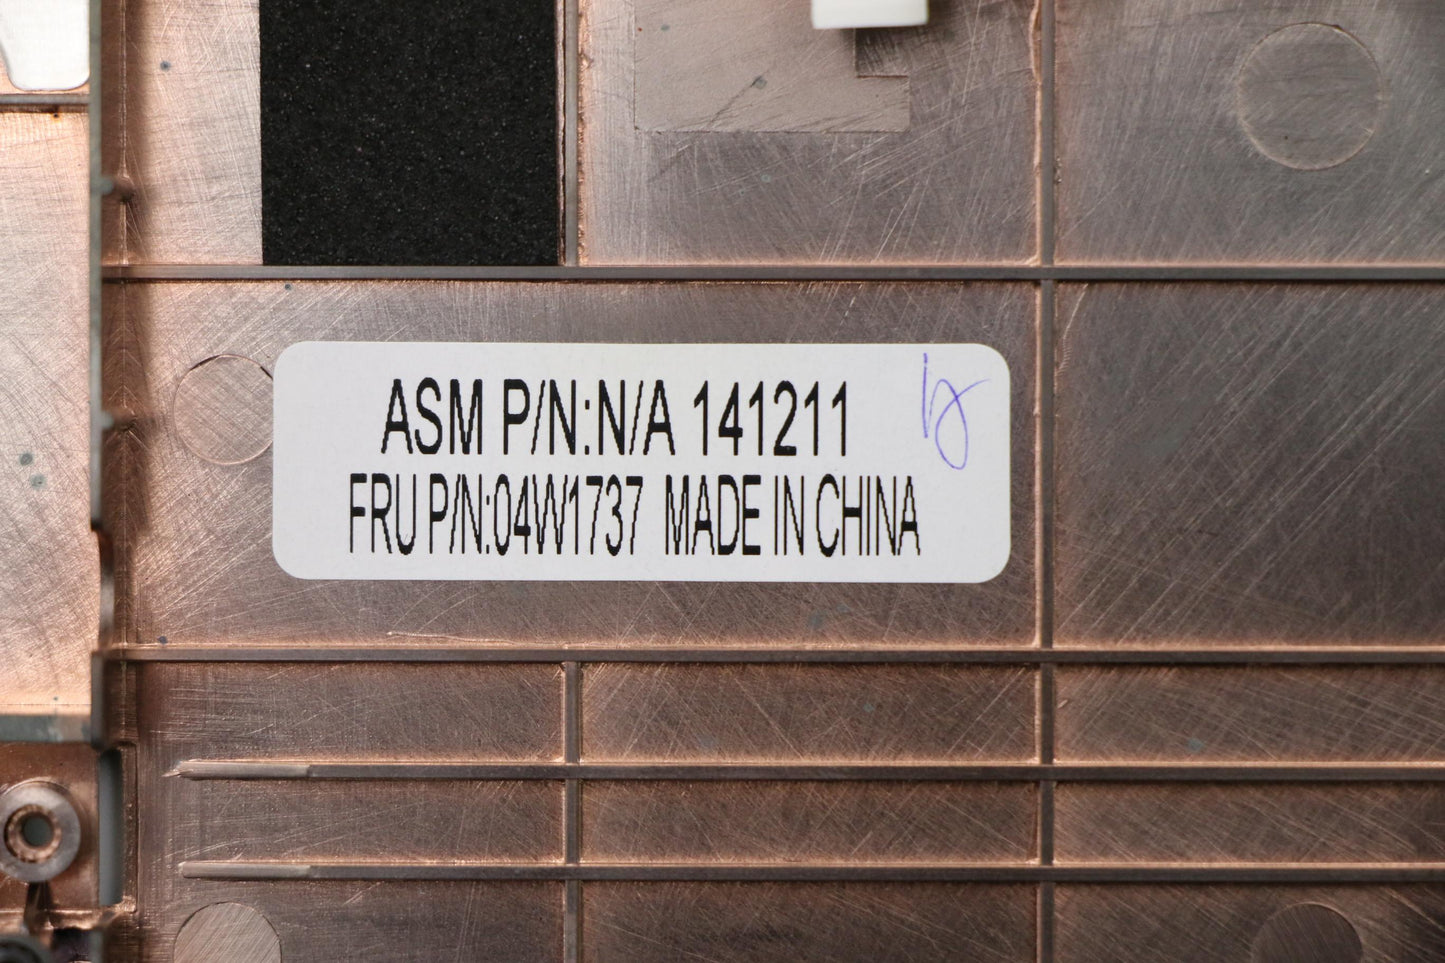 ASM P/N:N/A 141211
FRU P/N:04W1737 MADE IN CHINA